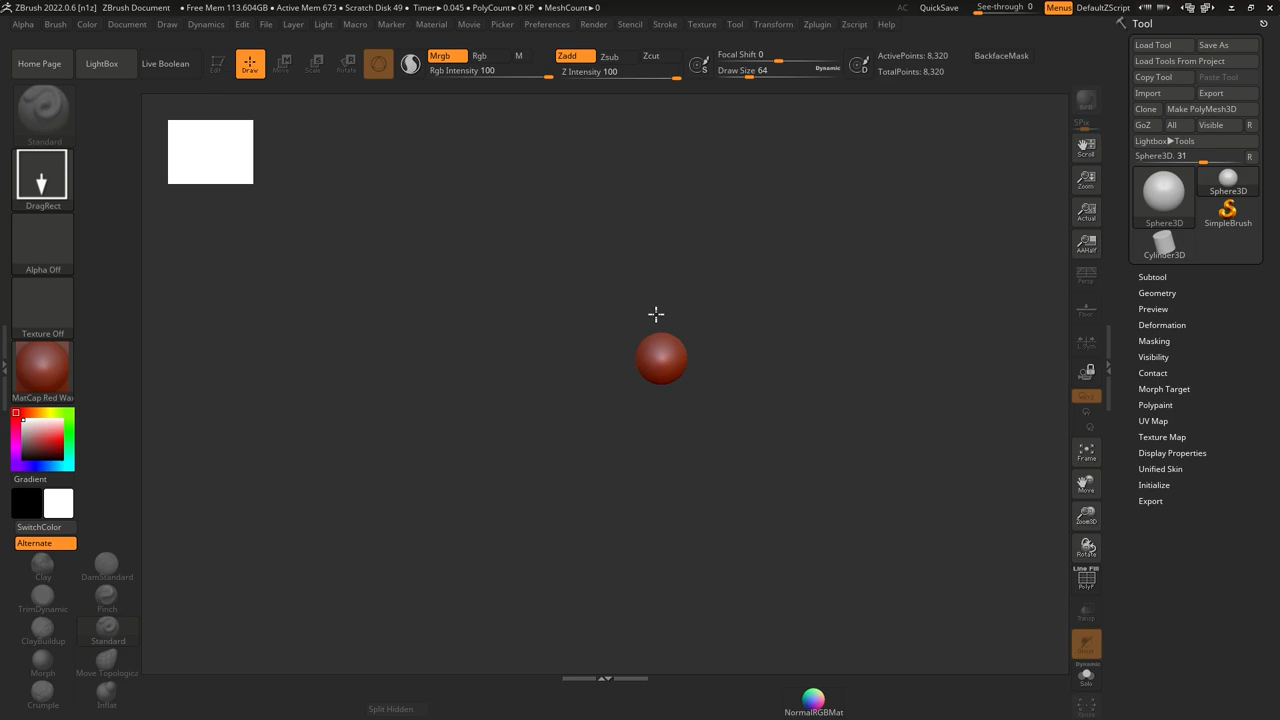 ZBrush 2022.0.6 [n1z] ZBrush Document • Free Mem 113.604GB • Active Mem 673 • Scratch Disk 49 • Timer▶0.045 • PolyCount▶0 KP • MeshCount▶0 AC QuickSave See-through 0 Menus DefaultZScript
Alpha Brush Color Document Draw Dynamics Edit File Layer Light Macro Marker Material Movie Picker Preferences Render Stencil Stroke Texture Tool Transform Zplugin Zscript Help
Tool
Home Page LightBox Live Boolean Edit Draw Move Scale Rotate
Mrgb Rgb M
Rgb Intensity 100
Zadd Zsub Zcut
Z Intensity 100
S
Focal Shift 0
Draw Size 64 Dynamic
D
ActivePoints: 8,320
TotalPoints: 8,320
BackfaceMask
Standard
DragRect
Alpha Off
Texture Off
MatCap Red Wa
Gradient
SwitchColor
Alternate
Clay DamStandard
TrimDynamic Pinch
ClayBuildup Standard
Morph Move Topologica
Crumple Inflat
Split Hidden
NormalRGBMat
SPix
Scroll
Zoom
Actual
AAHalf
Persp
Floor
L.Sym
Frame
Move
Zoom3D
Rotate
Line Fill
PolyF
Transp
Ghost
Dynamic
Solo
Load Tool Save As
Load Tools From Project
Copy Tool Paste Tool
Import Export
Clone Make PolyMesh3D
GoZ All Visible R
Lightbox▶Tools
Sphere3D. 31 R
Sphere3D
Sphere3D
SimpleBrush
Cylinder3D
Subtool
Geometry
Preview
Deformation
Masking
Visibility
Contact
Morph Target
Polypaint
UV Map
Texture Map
Display Properties
Unified Skin
Initialize
Export